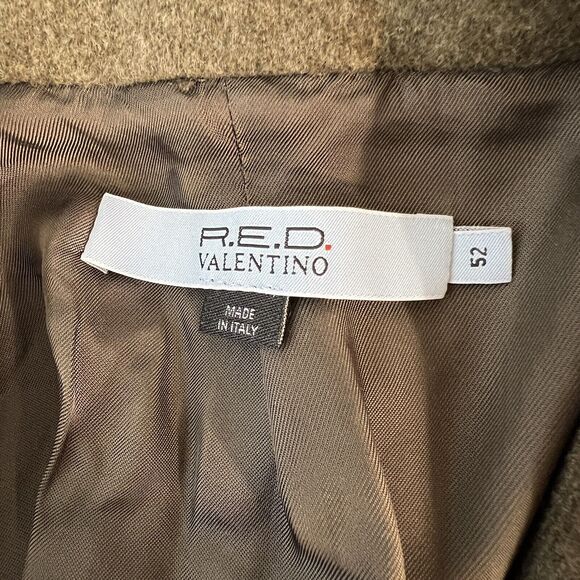 R.E.D.
VALENTINO
52
MADE
IN ITALY